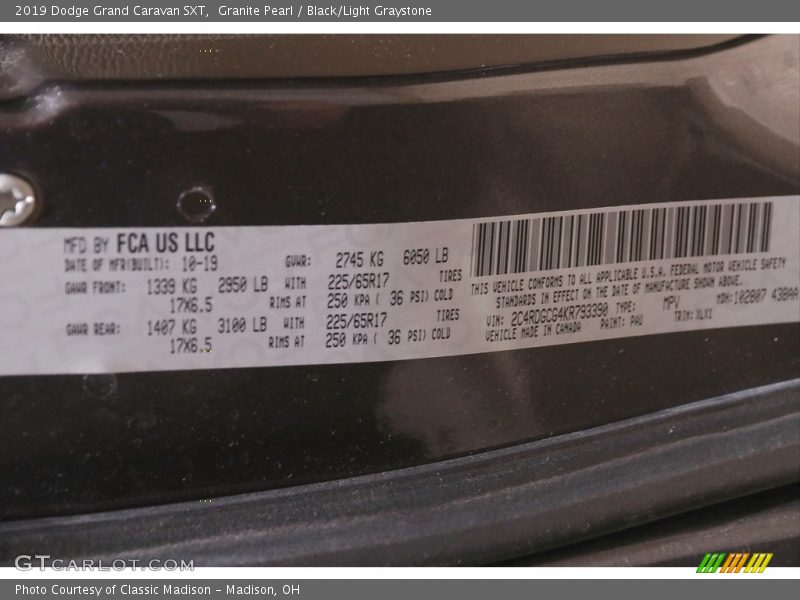 2019 Dodge Grand Caravan SXT, Granite Pearl / Black/Light Graystone
MFD BY FCA US LLC
DATE OF MFR(BUILT): 10-19 GVWR: 2745 KG 6050 LB
GAWR FRONT: 1339 KG 2950 LB WITH 225/65R17 TIRES
17X6.5 RIMS AT 250 KPA ( 36 PSI) COLD
GAWR REAR: 1407 KG 3100 LB WITH 225/65R17 TIRES
17X6.5 RIMS AT 250 KPA ( 36 PSI) COLD
THIS VEHICLE CONFORMS TO ALL APPLICABLE U.S.A. FEDERAL MOTOR VEHICLE SAFETY
STANDARDS IN EFFECT ON THE DATE OF MANUFACTURE SHOWN ABOVE.
VIN: 2C4RDGCG4KR793390 TYPE: MPV MDH: 102807 438AA
VEHICLE MADE IN CANADA PAINT: PAU TRIM: XLX1
GTCARLOT.COM
Photo Courtesy of Classic Madison – Madison, OH